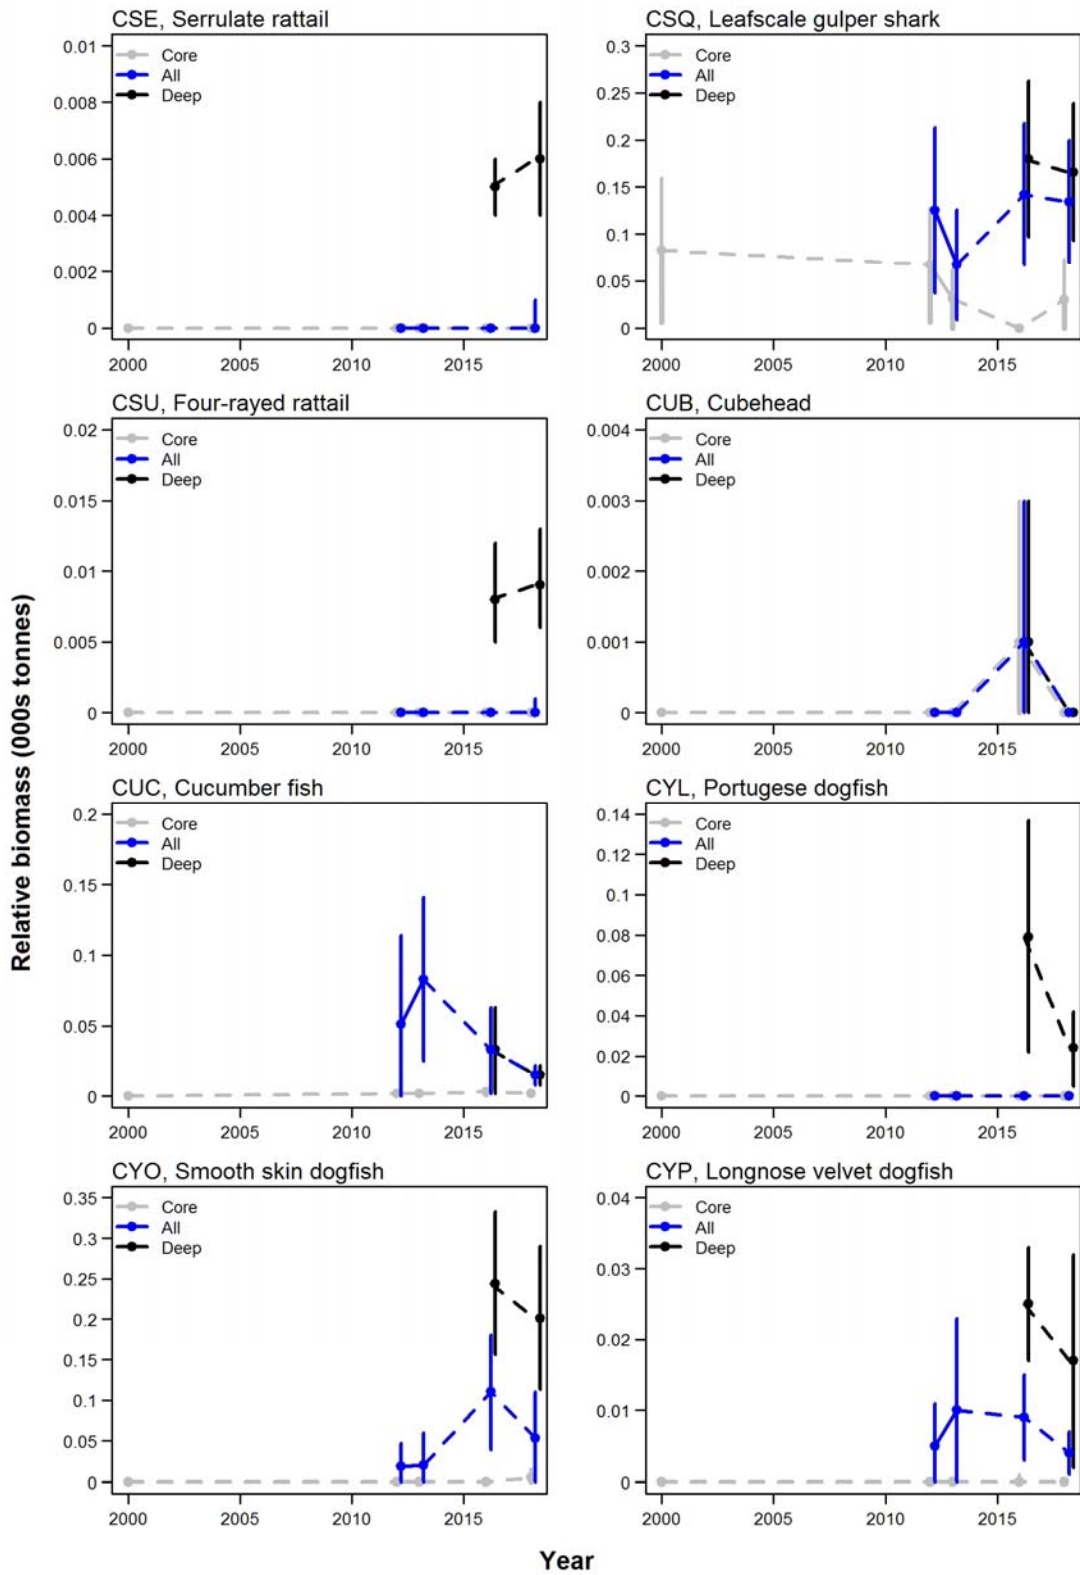 CSE, Serrulate rattail
0.01
0.008
0.006
0.004
0.002
0
Core
All
Deep
2000 2005 2010 2015
CSQ, Leafscale gulper shark
0.3
0.25
0.2
0.15
0.1
0.05
0
Core
All
Deep
2000 2005 2010 2015
CSU, Four-rayed rattail
0.02
0.015
0.01
0.005
0
Core
All
Deep
2000 2005 2010 2015
CUB, Cubehead
0.004
0.003
0.002
0.001
0
Core
All
Deep
2000 2005 2010 2015
CUC, Cucumber fish
0.2
0.15
0.1
0.05
0
Core
All
Deep
2000 2005 2010 2015
CYL, Portugese dogfish
0.14
0.12
0.1
0.08
0.06
0.04
0.02
0
Core
All
Deep
2000 2005 2010 2015
CYO, Smooth skin dogfish
0.35
0.3
0.25
0.2
0.15
0.1
0.05
0
Core
All
Deep
2000 2005 2010 2015
CYP, Longnose velvet dogfish
0.04
0.03
0.02
0.01
0
Core
All
Deep
2000 2005 2010 2015
Relative biomass (000s tonnes)
Year